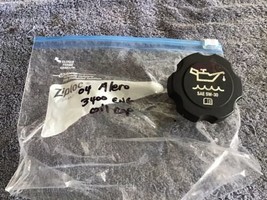 Ziploc
04 Alero
3400 eng
oil cap
SAE 5W-30